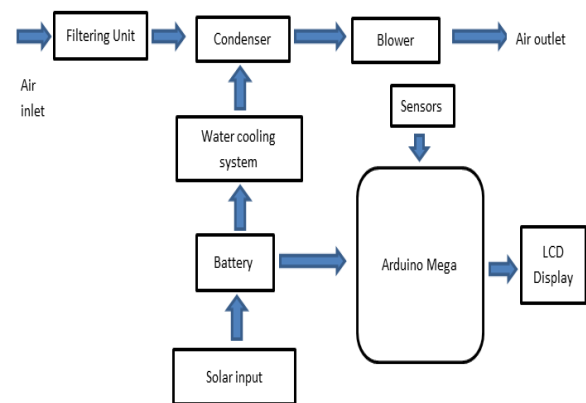 Filtering Unit
Condenser
Blower
Air outlet
Air
inlet
Sensors
Water cooling
system
Battery
Arduino Mega
LCD
Display
Solar input